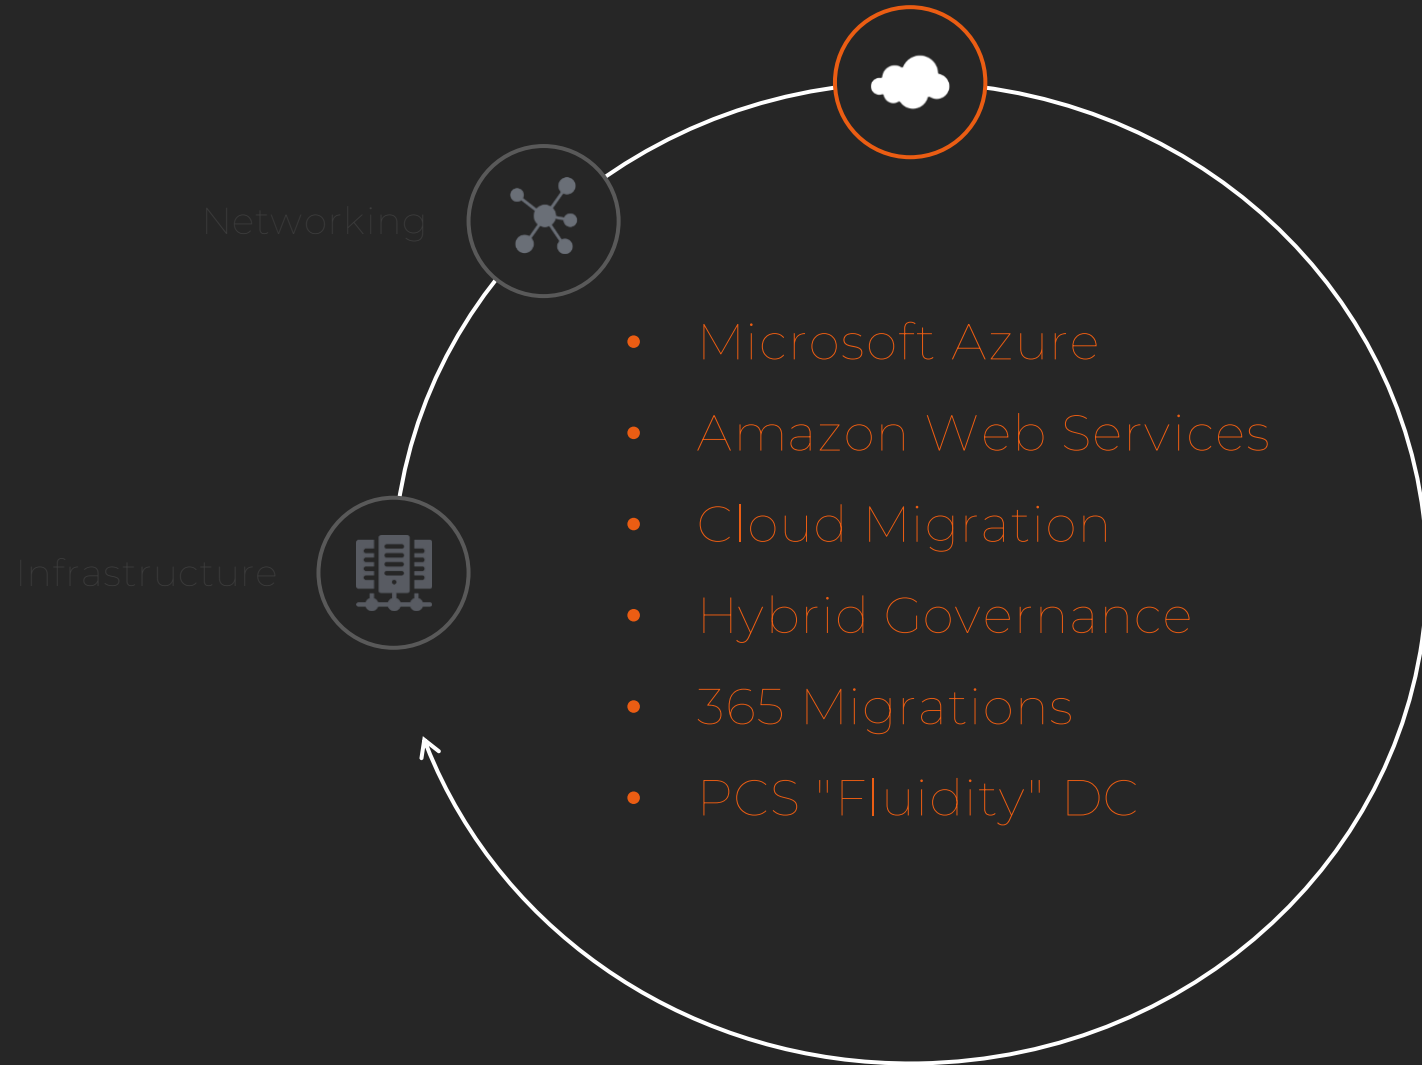 Networking
Infrastructure
• Microsoft Azure
• Amazon Web Services
• Cloud Migration
• Hybrid Governance
• 365 Migrations
• PCS "Fluidity" DC